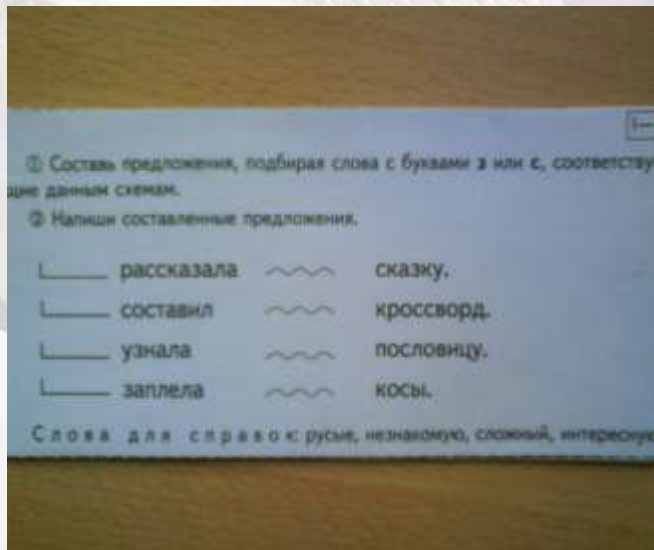 ① Составь предложения, подбирая слова с буквами з или с, соответству
щие данным схемам.
② Напиши составленные предложения.
рассказала сказку.
составил кроссворд.
узнала пословицу.
заплела косы.
Слова для справок: русые, незнакомую, сложный, интересную